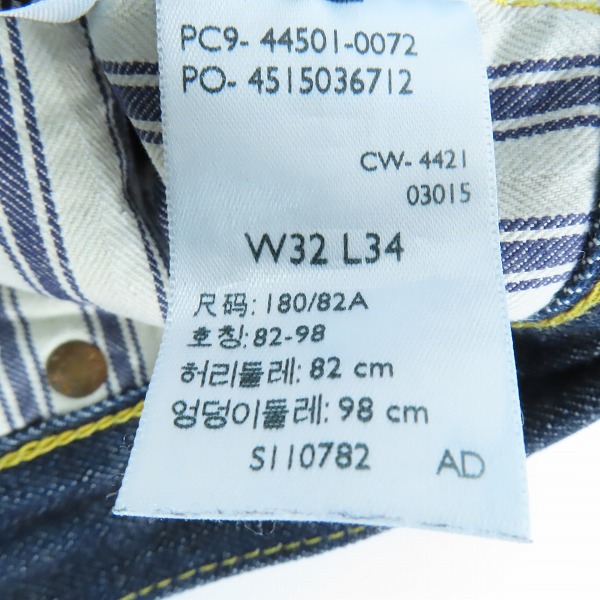 PC9- 44501-0072
PO- 4515036712
CW- 4421
03015
W32 L34
尺码: 180/82A
호칭: 82-98
허리둘레: 82 cm
엉덩이둘레: 98 cm
S110782 AD